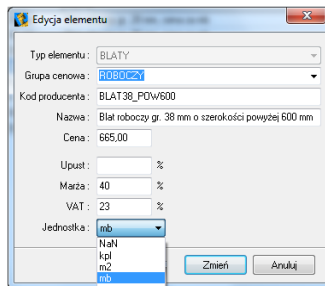 Edycja elementu
Typ elementu: BLATY
Grupa cenowa: ROBOCZY
Kod producenta: BLAT38_POW600
Nazwa: Blat roboczy gr. 38 mm o szerokości powyżej 600 mm
Cena: 665,00
Upust: %
Marża: 40 %
VAT: 23 %
Jednostka: mb
NaN
kpl
m2
mb
Zmień Anuluj